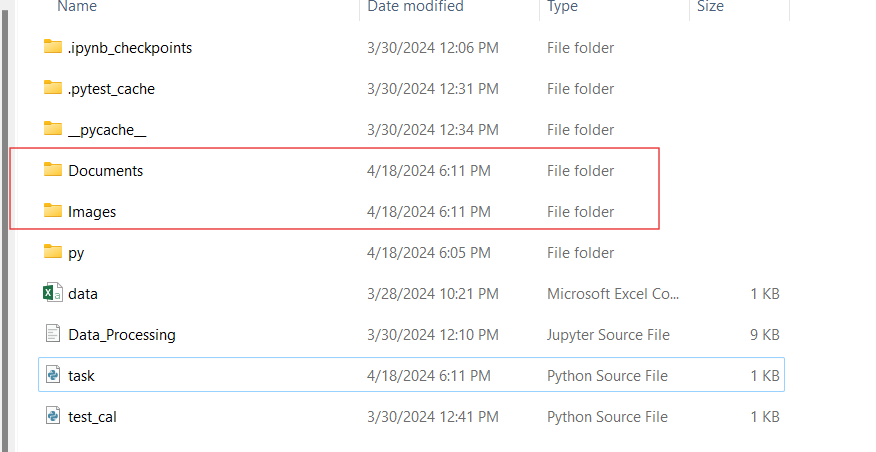 Name Date modified Type Size
.ipynb_checkpoints 3/30/2024 12:06 PM File folder
.pytest_cache 3/30/2024 12:31 PM File folder
__pycache__ 3/30/2024 12:34 PM File folder
Documents 4/18/2024 6:11 PM File folder
Images 4/18/2024 6:11 PM File folder
py 4/18/2024 6:05 PM File folder
data 3/28/2024 10:21 PM Microsoft Excel Co... 1 KB
Data_Processing 3/30/2024 12:10 PM Jupyter Source File 9 KB
task 4/18/2024 6:11 PM Python Source File 1 KB
test_cal 3/30/2024 12:41 PM Python Source File 1 KB